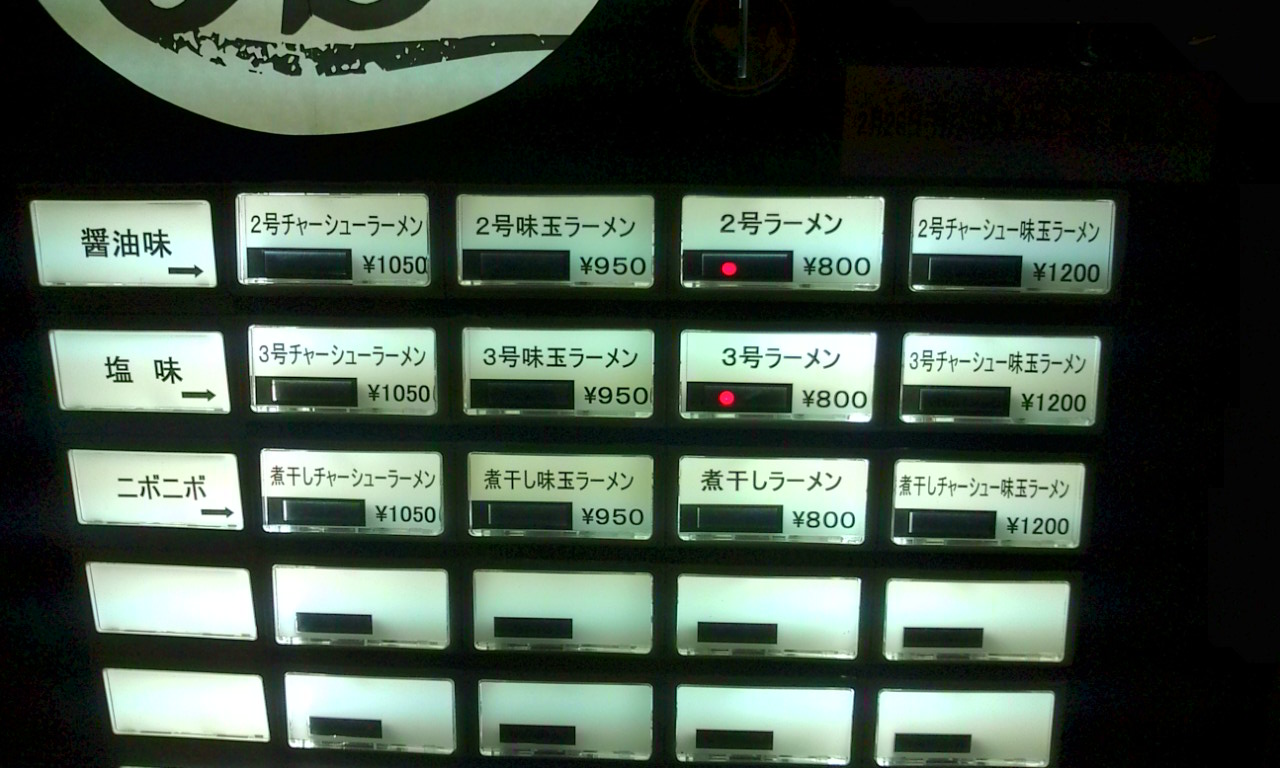 醤油味 →
2号チャーシューラーメン
¥1050
2号味玉ラーメン
¥950
2号ラーメン
¥800
2号チャーシュー味玉ラーメン
¥1200
塩 味 →
3号チャーシューラーメン
¥1050
3号味玉ラーメン
¥950
3号ラーメン
¥800
3号チャーシュー味玉ラーメン
¥1200
ニボニボ →
煮干しチャーシューラーメン
¥1050
煮干し味玉ラーメン
¥950
煮干しラーメン
¥800
煮干しチャーシュー味玉ラーメン
¥1200